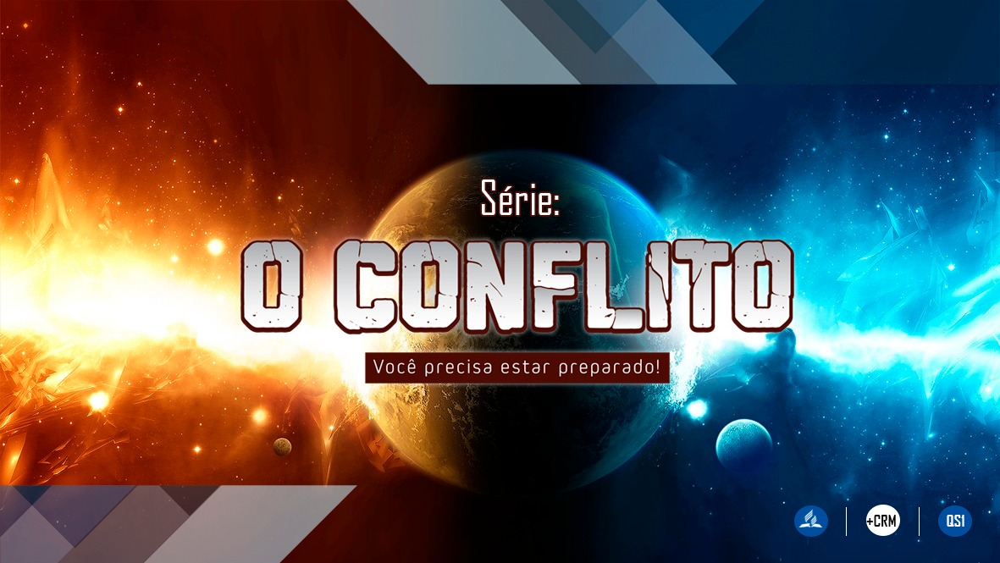 Série:
O CONFLITO
Você precisa estar preparado!
+CRM
QS1